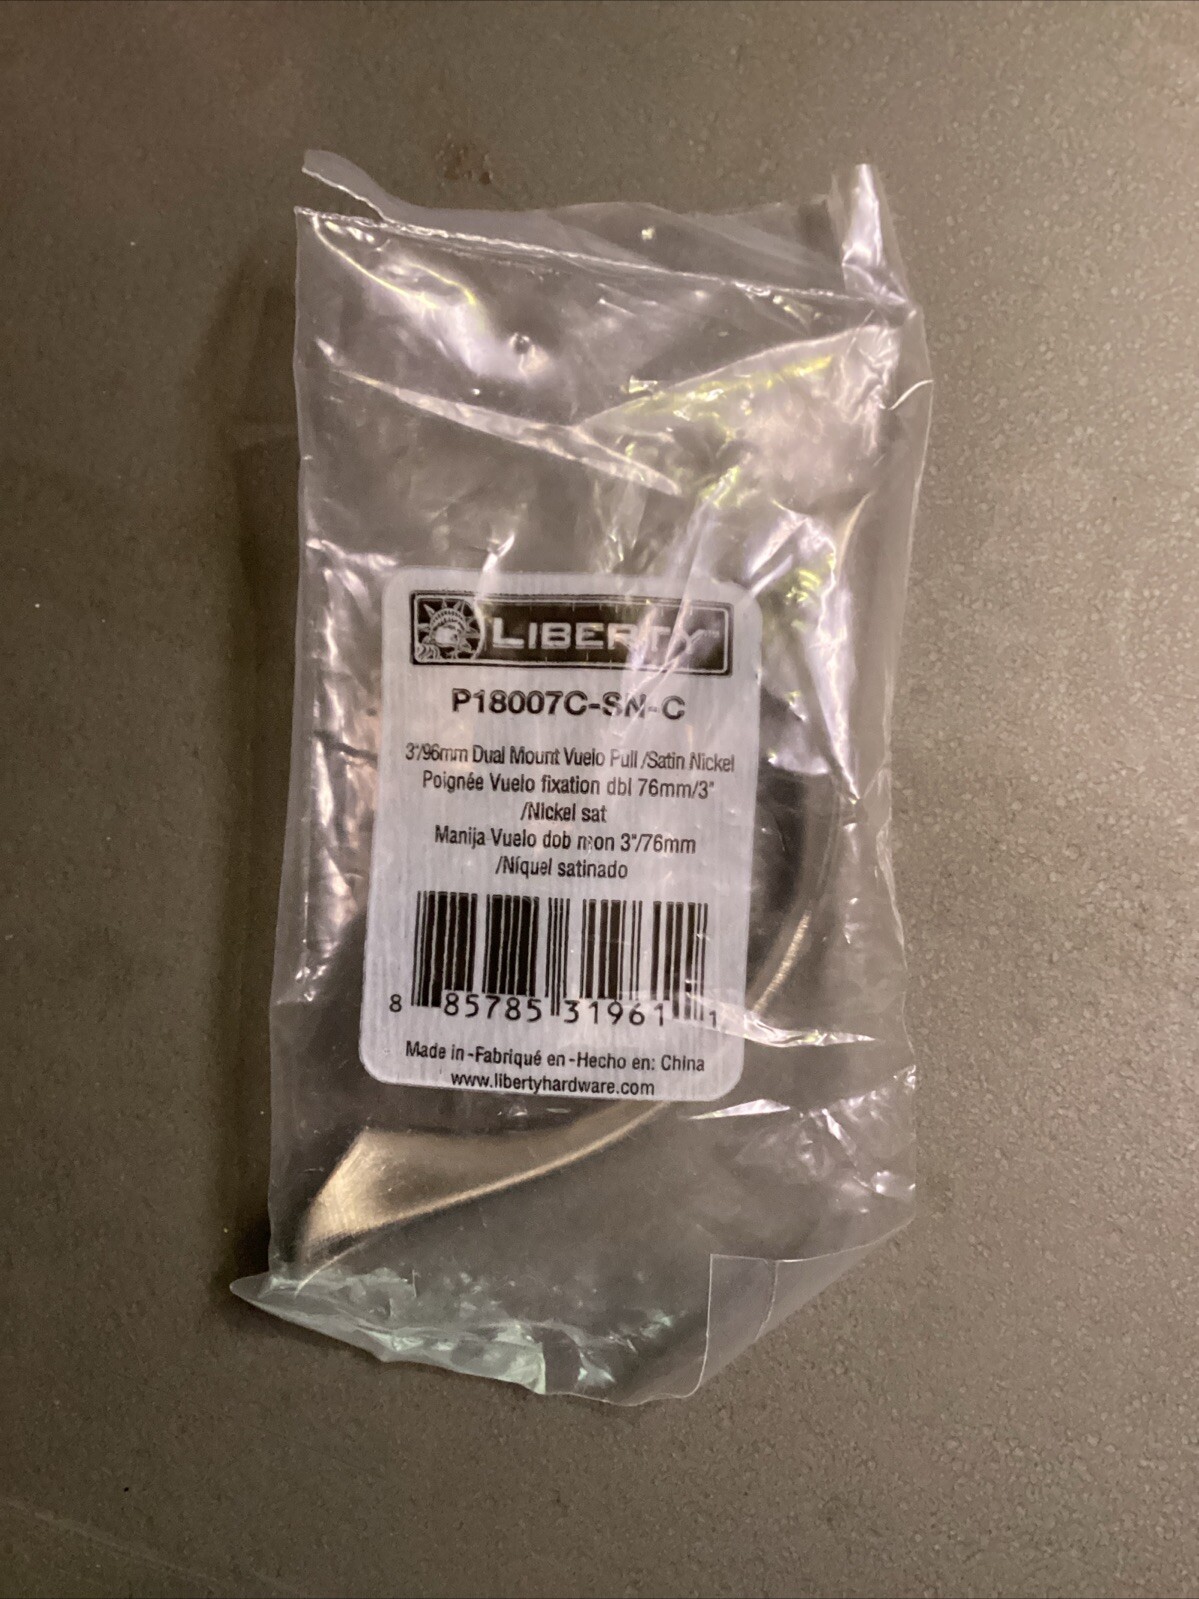 LIBERTY™
P18007C-SN-C
3"/96mm Dual Mount Vuelo Pull /Satin Nickel
Poignée Vuelo fixation dbl 76mm/3"
/Nickel sat
Manija Vuelo dob mon 3"/76mm
/Níquel satinado
8 85785 31961 1
Made in -Fabriqué en -Hecho en: China
www.libertyhardware.com